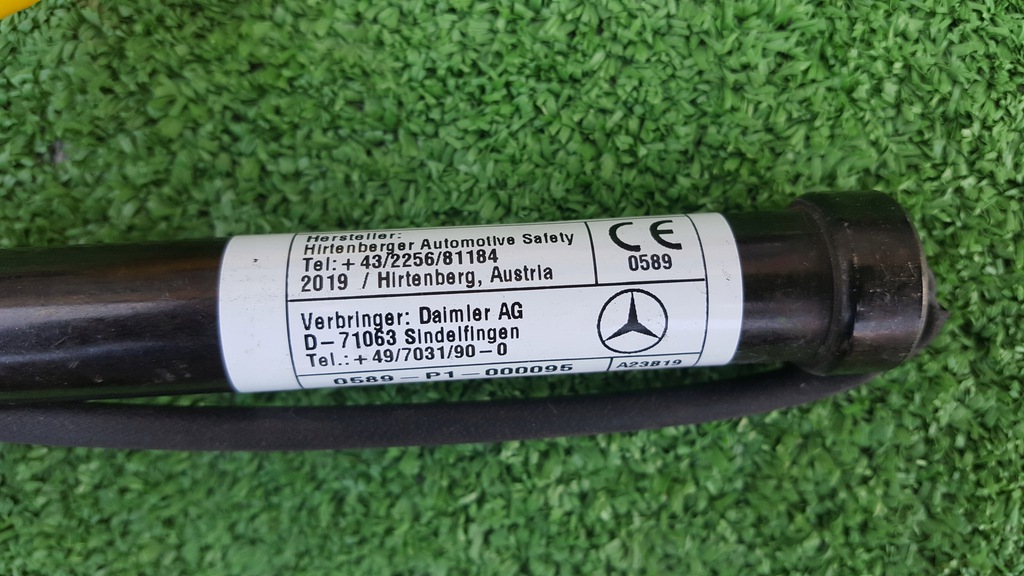 Hersteller:
Hirtenberger Automotive Safety
Tel:+ 43/2256/81184
2019 / Hirtenberg, Austria
CE
0589
Verbringer: Daimler AG
D-71063 Sindelfingen
Tel.:+49/7031/90-0
0589-P1-000095
A23819